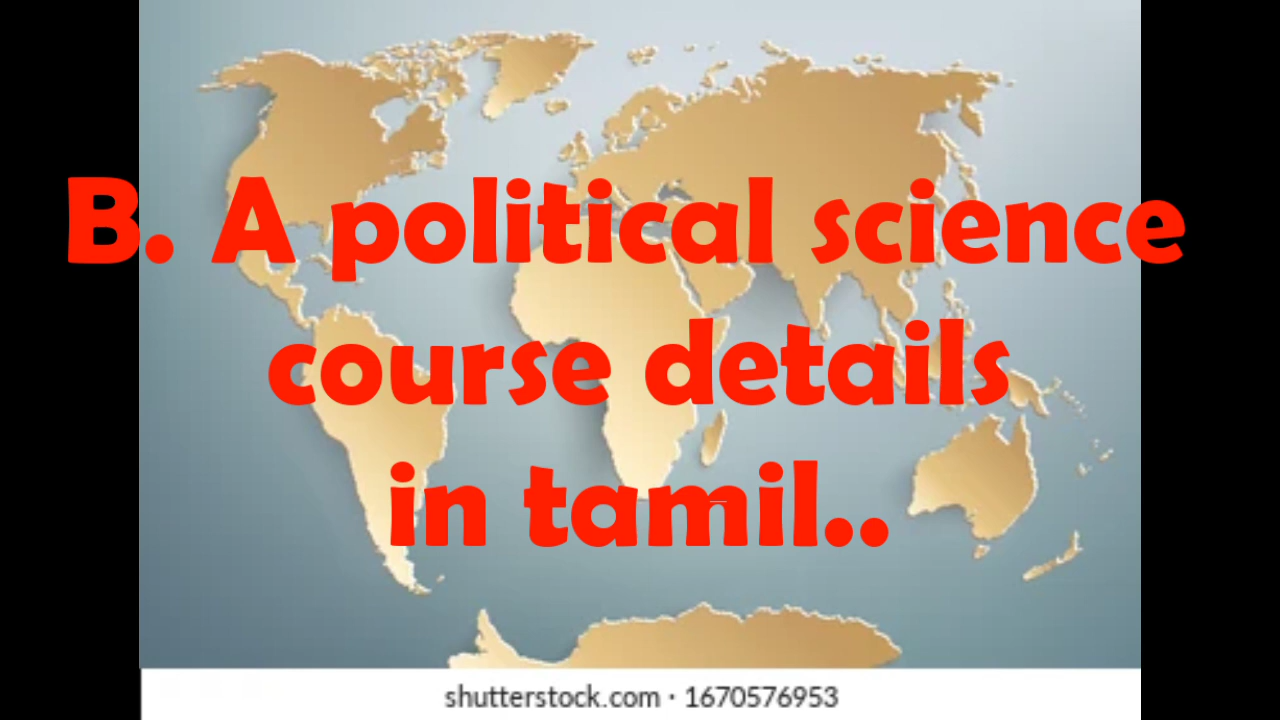 B. A political science
course details
in tamil..
shutterstock.com · 1670576953